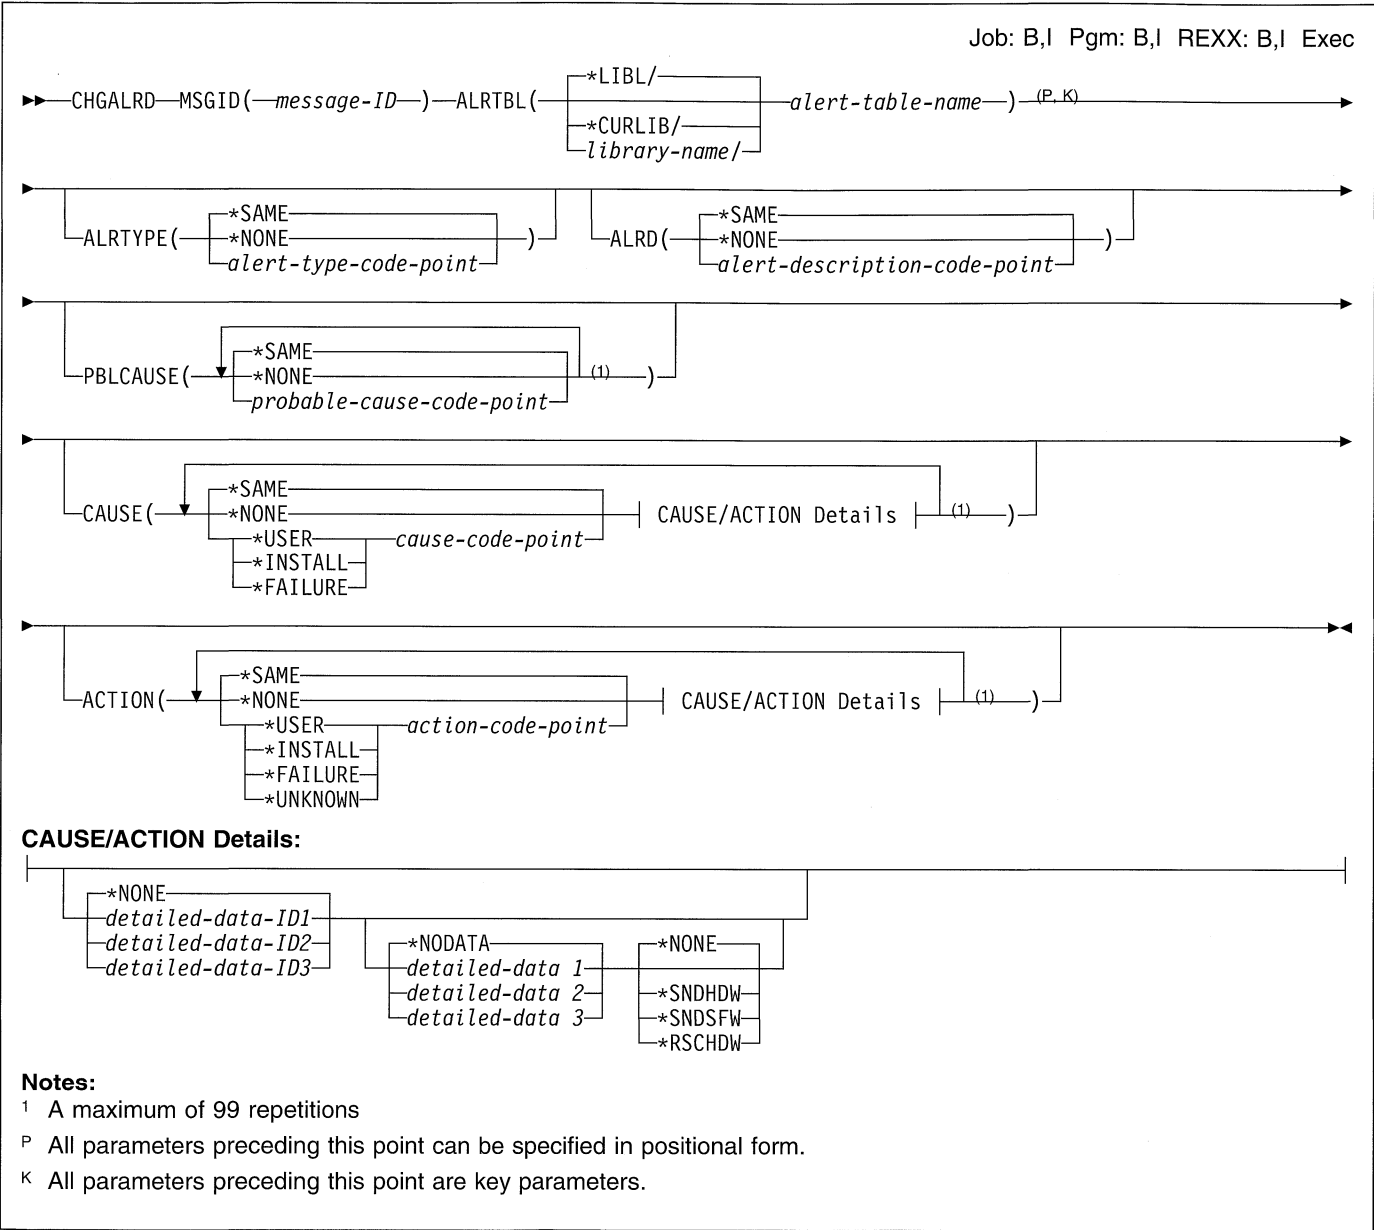 Job: B,I Pgm: B,I REXX: B,I Exec
*LIBL/
CHGALRD MSGID( message-ID ) ALRTBL( alert-table-name ) (P, K)
*CURLIB/
library-name/
*SAME *SAME
ALRTYPE( *NONE ) ALRD( *NONE )
alert-type-code-point alert-description-code-point
*SAME
PBLCAUSE( *NONE (1) )
probable-cause-code-point
*SAME
CAUSE( *NONE CAUSE/ACTION Details (1) )
*USER cause-code-point
*INSTALL
*FAILURE
*SAME
ACTION( *NONE CAUSE/ACTION Details (1) )
*USER action-code-point
*INSTALL
*FAILURE
*UNKNOWN
CAUSE/ACTION Details:
*NONE
detailed-data-ID1
detailed-data-ID2 *NODATA *NONE
detailed-data-ID3 detailed-data 1
detailed-data 2 *SNDHDW
detailed-data 3 *SNDSFW
*RSCHDW
Notes:
1 A maximum of 99 repetitions
P All parameters preceding this point can be specified in positional form.
K All parameters preceding this point are key parameters.